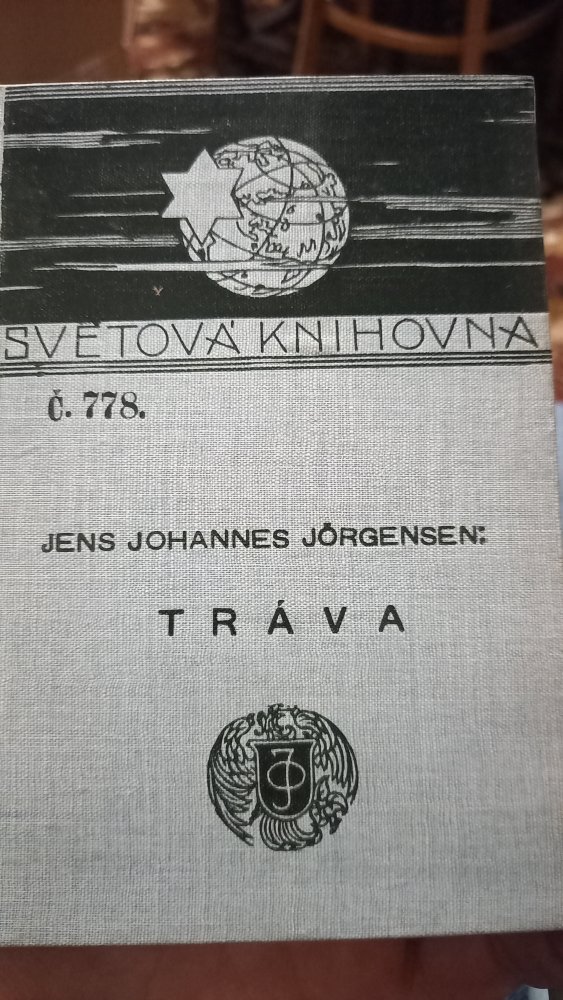 SVĚTOVÁ KNIHOVNA
Č. 778.
JENS JOHANNES JÖRGENSEN:
TRÁVA